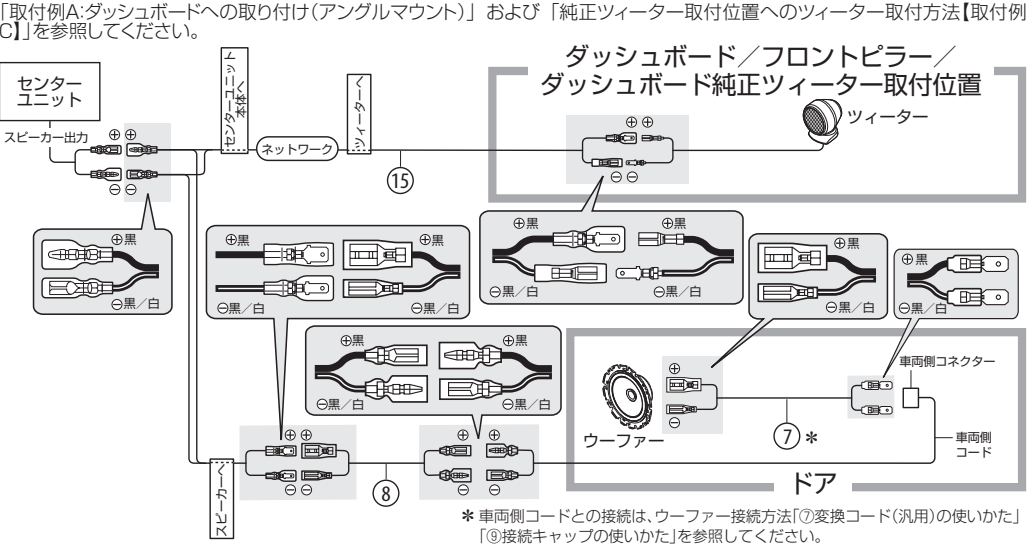 「取付例A:ダッシュボードへの取り付け(アングルマウント)」および「純正ツィーター取付位置へのツィーター取付方法【取付例
C】」を参照してください。
センター
ユニット
スピーカー出力
⊕ ⊕
⊖ ⊖
センターユニット
本体へ
ネットワーク
ツィーターへ
⑮
ダッシュボード/フロントピラー/
ダッシュボード純正ツィーター取付位置
ツィーター
⊕ ⊕
⊖ ⊖
⊕黒
⊖黒/白
⊕黒
⊕黒
⊖黒/白
⊖黒/白
⊕黒
⊕黒
⊖黒/白
⊖黒/白
⊕黒
⊖黒/白
⊕黒
⊖黒/白
⊕黒
⊕黒
⊖黒/白
⊖黒/白
スピーカーへ
⊕ ⊕
⊖ ⊖
⑧
⊕ ⊕
⊖ ⊖
ウーファー
⊕
⊖
⑦*
車両側コネクター
車両側
コード
ドア
* 車両側コードとの接続は、ウーファー接続方法「⑦変換コード(汎用)の使いかた」
「⑨接続キャップの使いかた」を参照してください。